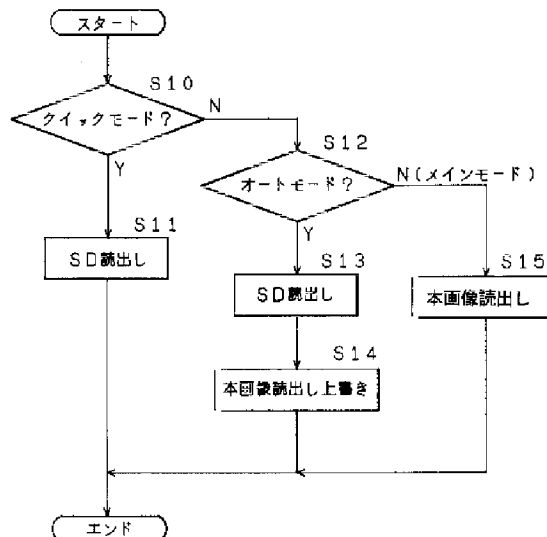 スタート
S10
クイックモード?
N
Y
S12
オートモード?
N(メインモード)
Y
S11
SD読出し
S13
SD読出し
S15
本画像読出し
S14
本画像読出し上書き
エンド